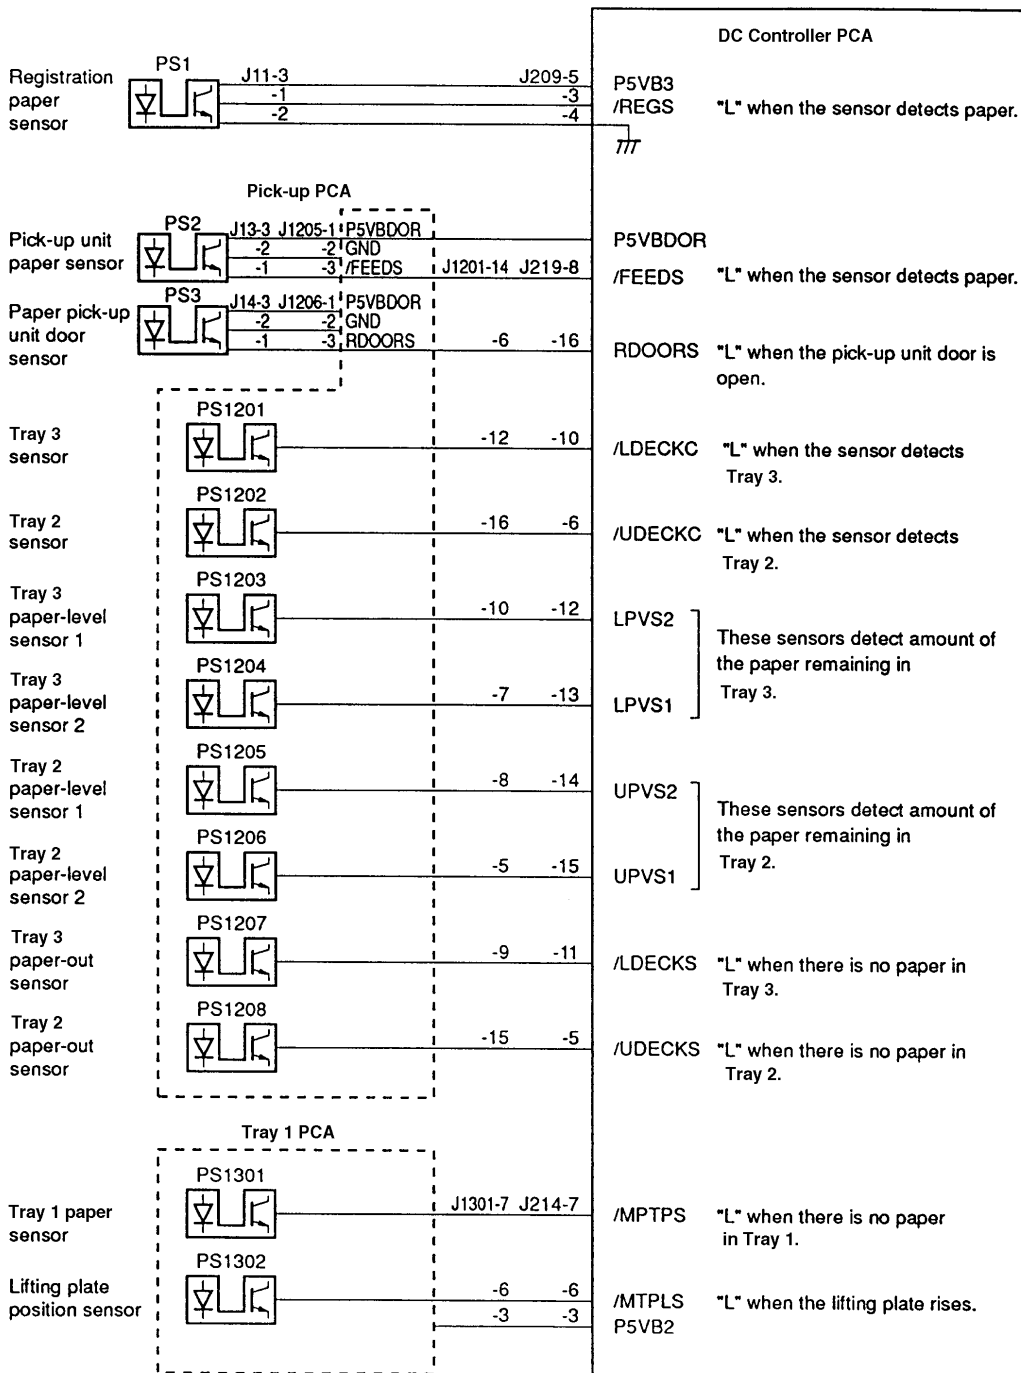 DC Controller PCA
Registration
paper
sensor
PS1
J11-3
-1
-2
J209-5
-3
-4
P5VB3
/REGS
"L" when the sensor detects paper.
Pick-up PCA
Pick-up unit
paper sensor
PS2
J13-3 J1205-1 P5VBDOR
-2 -2 GND
-1 -3 /FEEDS
J1201-14 J219-8
P5VBDOR
/FEEDS
"L" when the sensor detects paper.
Paper pick-up
unit door
sensor
PS3
J14-3 J1206-1 P5VBDOR
-2 -2 GND
-1 -3 RDOORS
-6 -16
RDOORS
"L" when the pick-up unit door is
open.
Tray 3
sensor
PS1201
-12 -10
/LDECKC
"L" when the sensor detects
Tray 3.
Tray 2
sensor
PS1202
-16 -6
/UDECKC
"L" when the sensor detects
Tray 2.
Tray 3
paper-level
sensor 1
PS1203
-10 -12
LPVS2
These sensors detect amount of
the paper remaining in
Tray 3.
Tray 3
paper-level
sensor 2
PS1204
-7 -13
LPVS1
Tray 2
paper-level
sensor 1
PS1205
-8 -14
UPVS2
These sensors detect amount of
the paper remaining in
Tray 2.
Tray 2
paper-level
sensor 2
PS1206
-5 -15
UPVS1
Tray 3
paper-out
sensor
PS1207
-9 -11
/LDECKS
"L" when there is no paper in
Tray 3.
Tray 2
paper-out
sensor
PS1208
-15 -5
/UDECKS
"L" when there is no paper in
Tray 2.
Tray 1 PCA
Tray 1 paper
sensor
PS1301
J1301-7 J214-7
/MPTPS
"L" when there is no paper
in Tray 1.
Lifting plate
position sensor
PS1302
-6 -6
-3 -3
/MTPLS
P5VB2
"L" when the lifting plate rises.